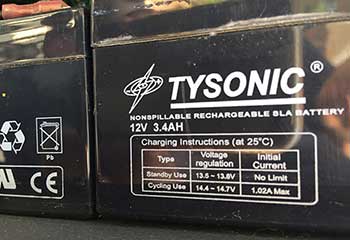 TYSONIC ®
NONSPILLABLE RECHARGEABLE SLA BATTERY
12V 3.4AH
Charging Instructions (at 25°C)
Type Voltage regulation Initial Current
Standby Use 13.5 ~ 13.8V No Limit
Cycling Use 14.4 ~ 14.7V 1.02A Max
Pb
CE